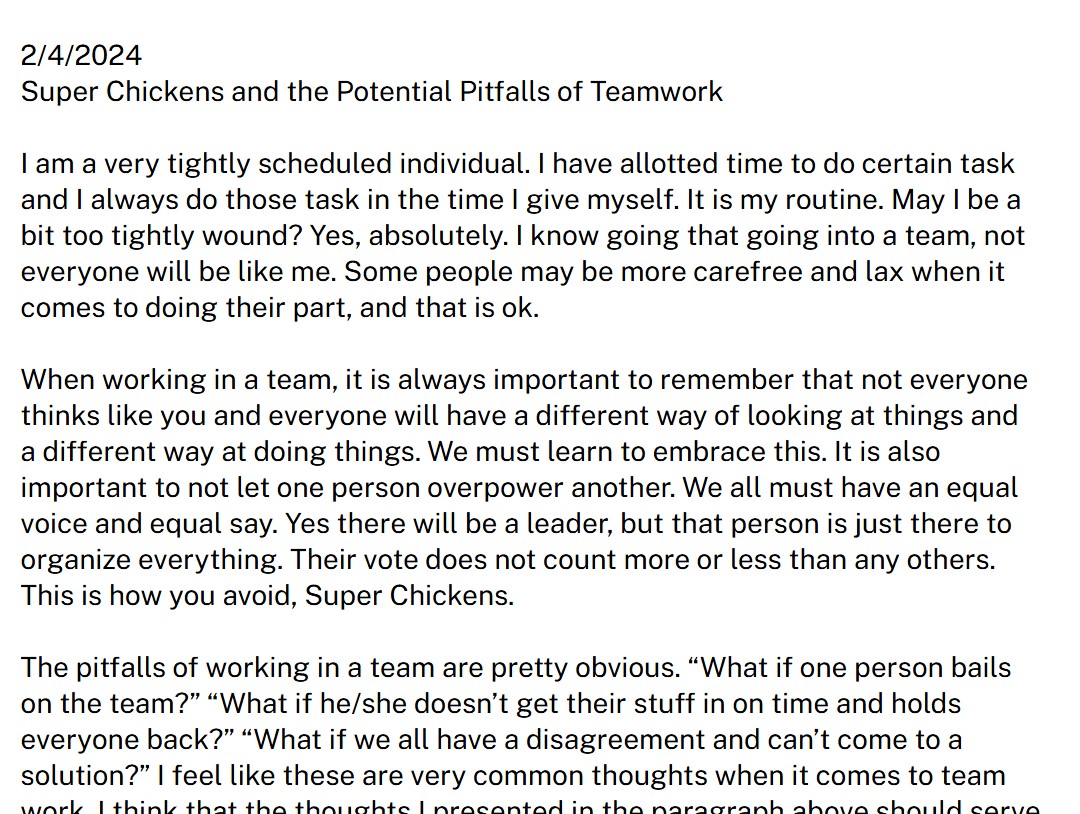 2/4/2024
Super Chickens and the Potential Pitfalls of Teamwork
I am a very tightly scheduled individual. I have allotted time to do certain task
and I always do those task in the time I give myself. It is my routine. May I be a
bit too tightly wound? Yes, absolutely. I know going that going into a team, not
everyone will be like me. Some people may be more carefree and lax when it
comes to doing their part, and that is ok.
When working in a team, it is always important to remember that not everyone
thinks like you and everyone will have a different way of looking at things and
a different way at doing things. We must learn to embrace this. It is also
important to not let one person overpower another. We all must have an equal
voice and equal say. Yes there will be a leader, but that person is just there to
organize everything. Their vote does not count more or less than any others.
This is how you avoid, Super Chickens.
The pitfalls of working in a team are pretty obvious. “What if one person bails
on the team?” “What if he/she doesn’t get their stuff in on time and holds
everyone back?” “What if we all have a disagreement and can’t come to a
solution?” I feel like these are very common thoughts when it comes to team
work. I think that the thoughts I presented in the paragraph above should serve